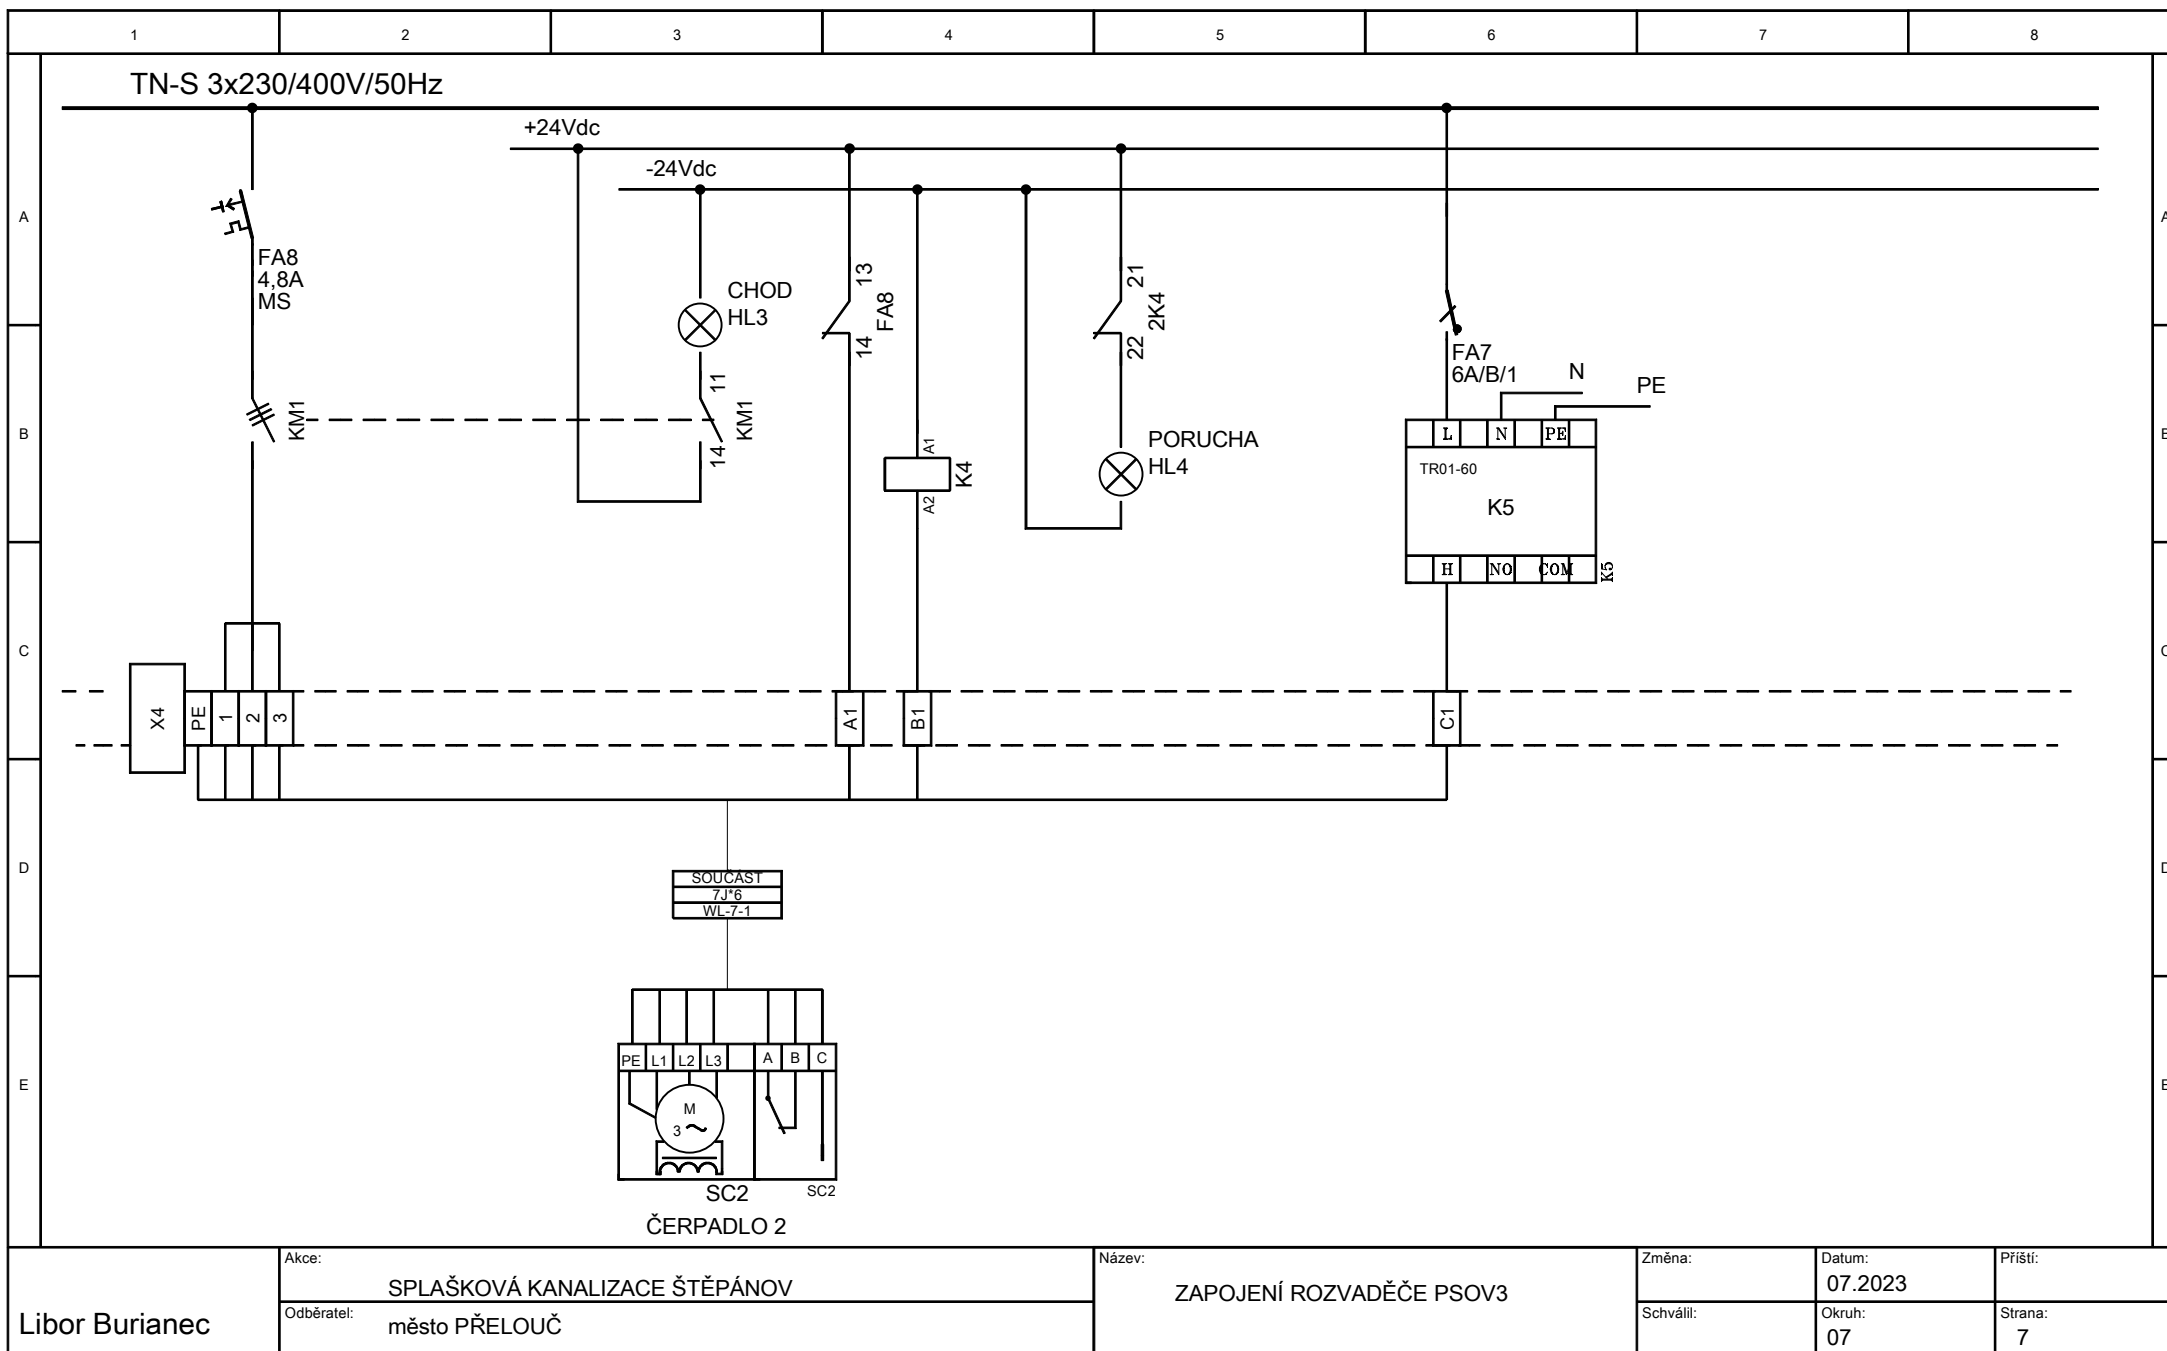 1 2 3 4 5 6 7 8
TN-S 3x230/400V/50Hz
+24Vdc
-24Vdc
A
A
FA8
4,8A
MS
CHOD
HL3
13
FA8
14
21
2K4
22
FA7
6A/B/1
N
PE
B
B
KM1
11
KM1
14
A1
K4
A2
PORUCHA
HL4
L N PE
TR01-60
K5
H NO COM
K5
C
C
X4
PE
1
2
3
A1
B1
C1
D
D
SOUČÁST
7J*6
WL-7-1
E
E
PE L1 L2 L3 A B C
M
3
SC2
SC2
ČERPADLO 2
Libor Burianec
Akce:
SPLAŠKOVÁ KANALIZACE ŠTĚPÁNOV
Odběratel:
město PŘELOUČ
Název:
ZAPOJENÍ ROZVADĚČE PSOV3
Změna:
Schválil:
Datum:
07.2023
Okruh:
07
Příští:
Strana:
7